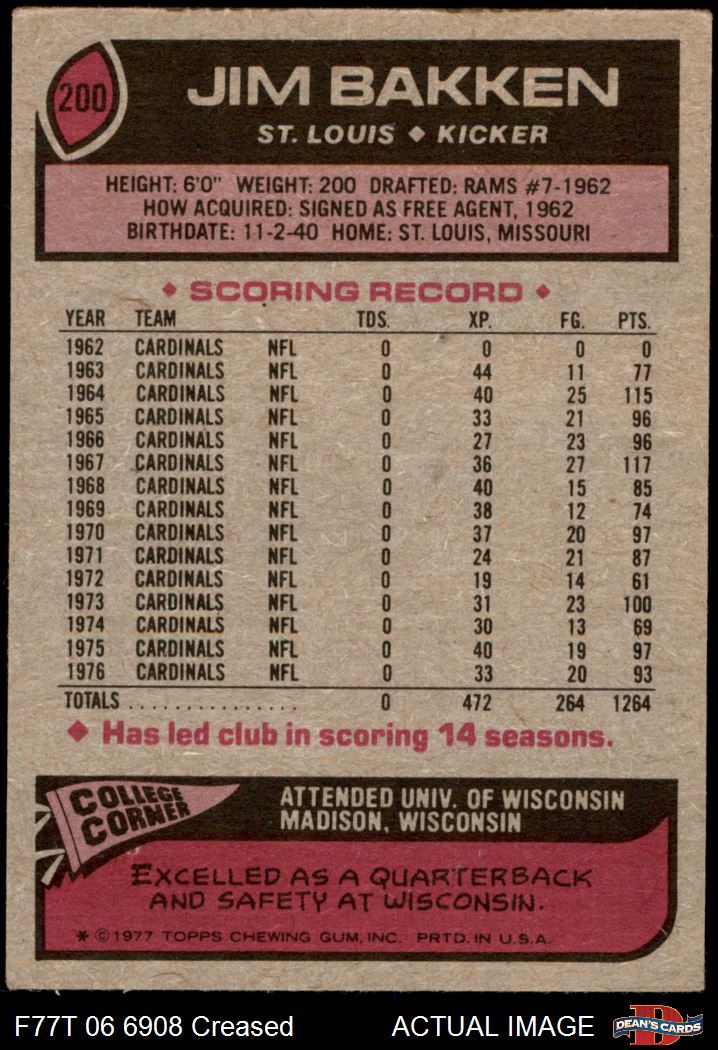 200
JIM BAKKEN
ST. LOUIS ◆ KICKER
HEIGHT: 6'0" WEIGHT: 200 DRAFTED: RAMS #7-1962
HOW ACQUIRED: SIGNED AS FREE AGENT, 1962
BIRTHDATE: 11-2-40 HOME: ST. LOUIS, MISSOURI
◆ SCORING RECORD ◆
YEAR TEAM TDS. XP. FG. PTS.
1962 CARDINALS NFL 0 0 0 0
1963 CARDINALS NFL 0 44 11 77
1964 CARDINALS NFL 0 40 25 115
1965 CARDINALS NFL 0 33 21 96
1966 CARDINALS NFL 0 27 23 96
1967 CARDINALS NFL 0 36 27 117
1968 CARDINALS NFL 0 40 15 85
1969 CARDINALS NFL 0 38 12 74
1970 CARDINALS NFL 0 37 20 97
1971 CARDINALS NFL 0 24 21 87
1972 CARDINALS NFL 0 19 14 61
1973 CARDINALS NFL 0 31 23 100
1974 CARDINALS NFL 0 30 13 69
1975 CARDINALS NFL 0 40 19 97
1976 CARDINALS NFL 0 33 20 93
TOTALS ................ 0 472 264 1264
◆ Has led club in scoring 14 seasons.
COLLEGE
CORNER
ATTENDED UNIV. OF WISCONSIN
MADISON, WISCONSIN
EXCELLED AS A QUARTERBACK
AND SAFETY AT WISCONSIN.
* ©1977 TOPPS CHEWING GUM, INC. PRTD. IN U.S.A.
F77T 06 6908 Creased ACTUAL IMAGE
D
DEAN'S CARDS